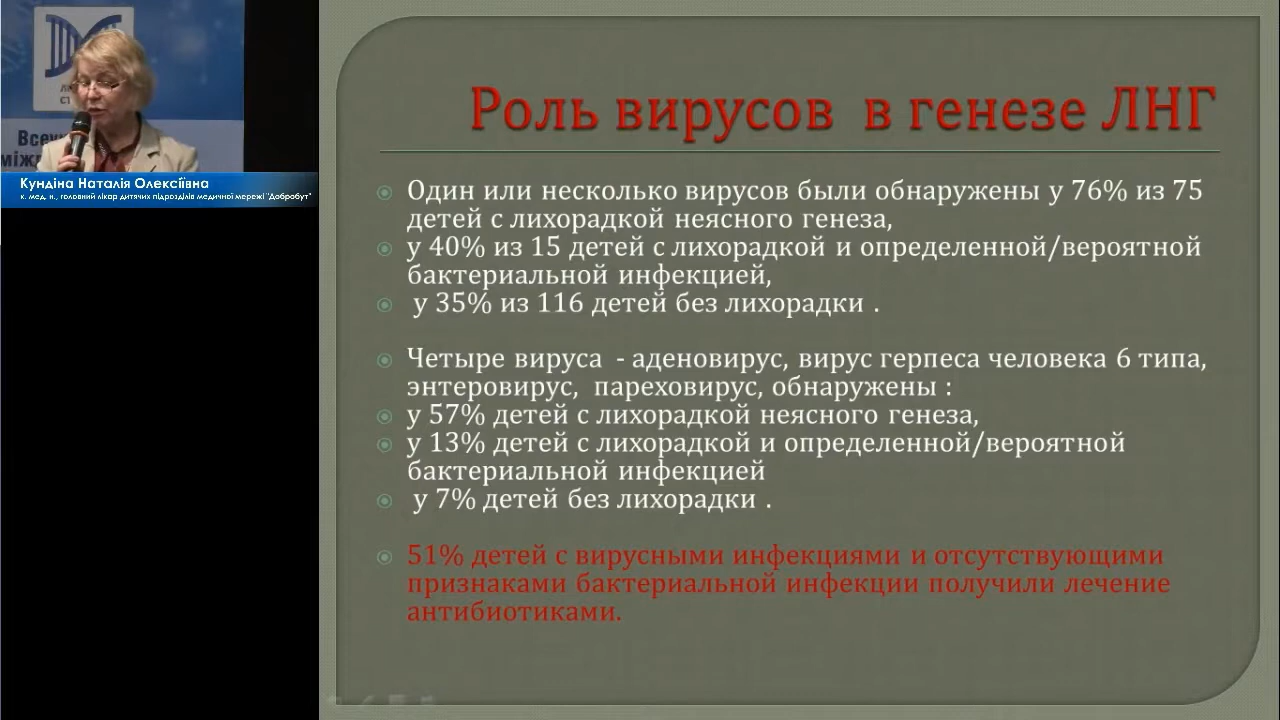 Всеук
міжн
Кундіна Наталія Олексіївна
к. мед. н., головний лікар дитячих підрозділів медичної мережі "Добробут"
Роль вирусов в генезе ЛНГ
Один или несколько вирусов были обнаружены у 76% из 75
детей с лихорадкой неясного генеза,
у 40% из 15 детей с лихорадкой и определенной/вероятной
бактериальной инфекцией,
у 35% из 116 детей без лихорадки .
Четыре вируса - аденовирус, вирус герпеса человека 6 типа,
энтеровирус, пареховирус, обнаружены :
у 57% детей с лихорадкой неясного генеза,
у 13% детей с лихорадкой и определенной/вероятной
бактериальной инфекцией
у 7% детей без лихорадки .
51% детей с вирусными инфекциями и отсутствующими
признаками бактериальной инфекции получили лечение
антибиотиками.